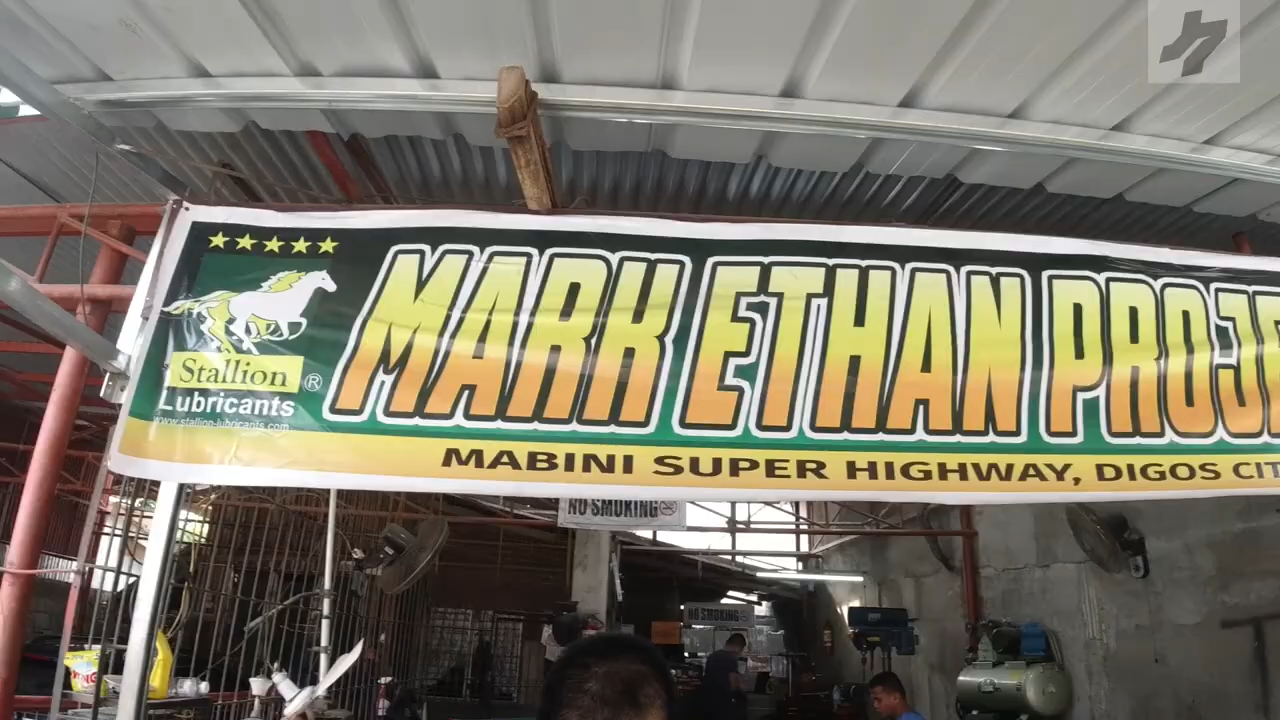 MARK ETHAN PROJE
Stallion ®
Lubricants
www.stallion-lubricants.com
MABINI SUPER HIGHWAY, DIGOS CIT
NO SMOKING
NO SMOKING